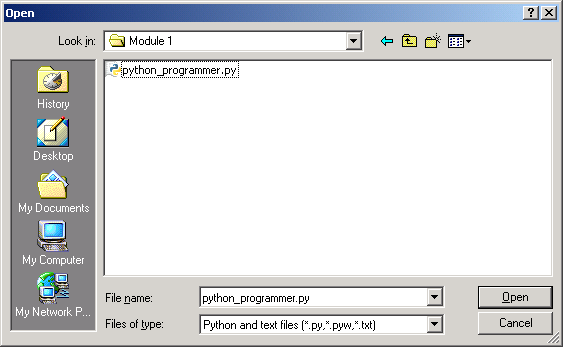 Open
Look in: Module 1
python_programmer.py
History
Desktop
My Documents
My Computer
My Network P...
File name: python_programmer.py
Open
Files of type: Python and text files (*.py,*.pyw,*.txt)
Cancel